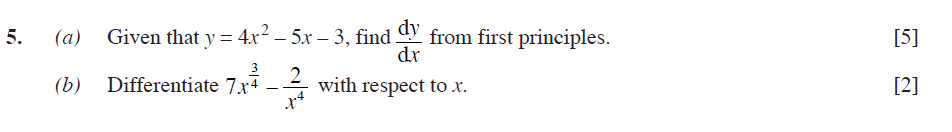 5. (a) Given that y = 4x² – 5x – 3, find dy/dx from first principles. [5]
(b) Differentiate 7x^(3/4) – 2/x⁴ with respect to x. [2]